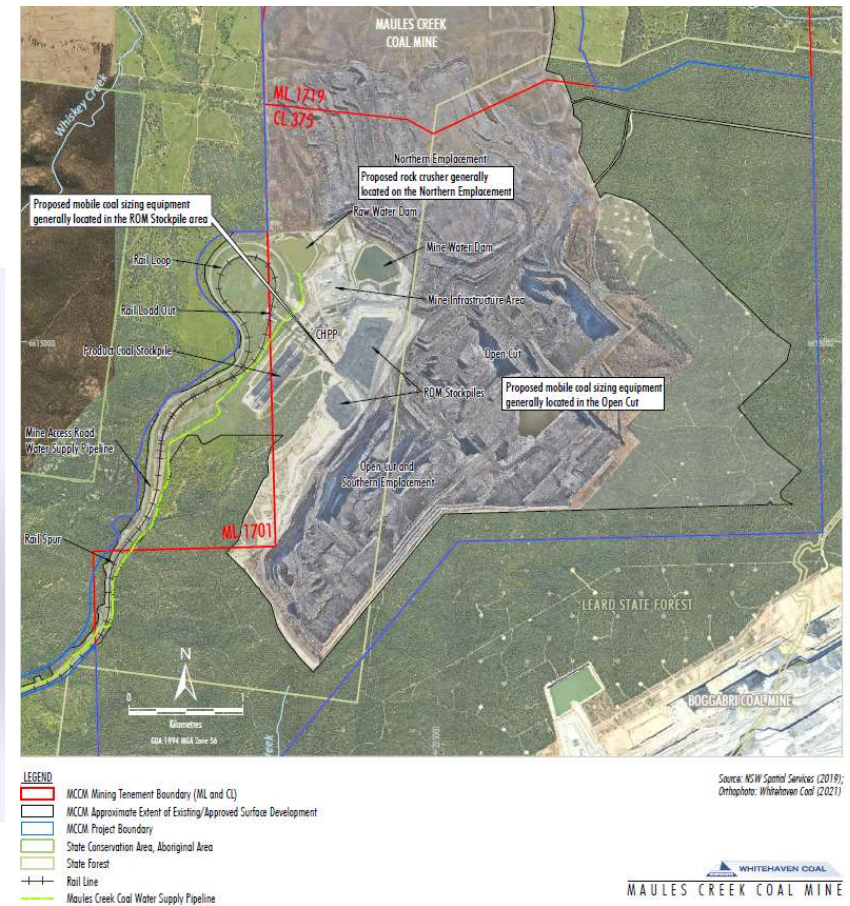 MAULES CREEK
COAL MINE
Whiskey Creek
ML 1719
CL 375
Northern Emplacement
Proposed rock crusher generally
located on the Northern Emplacement
Proposed mobile coal sizing equipment
generally located in the ROM Stockpile area
Raw Water Dam
Mine Water Dam
Rail Loop
Mine Infrastructure Area
Rail Load Out
CHPP
6615000
6615000
Open Cut
Product Coal Stockpile
ROM Stockpiles
Proposed mobile coal sizing equipment
generally located in the Open Cut
Mine Access Road
Water Supply Pipeline
Open Cut and
Southern Emplacement
Rail Spur
ML 1701
LEARD STATE FOREST
N
0
1
Kilometres
GDA 1994 MGA Zone 56
BOGGABRI COAL MINE
LEGEND
MCCM Mining Tenement Boundary (ML and CL)
MCCM Approximate Extent of Existing/Approved Surface Development
MCCM Project Boundary
State Conservation Area, Aboriginal Area
State Forest
Rail Line
Maules Creek Coal Water Supply Pipeline
Source: NSW Spatial Services (2019);
Orthophoto: Whitehaven Coal (2021)
WHITEHAVEN COAL
MAULES CREEK COAL MINE